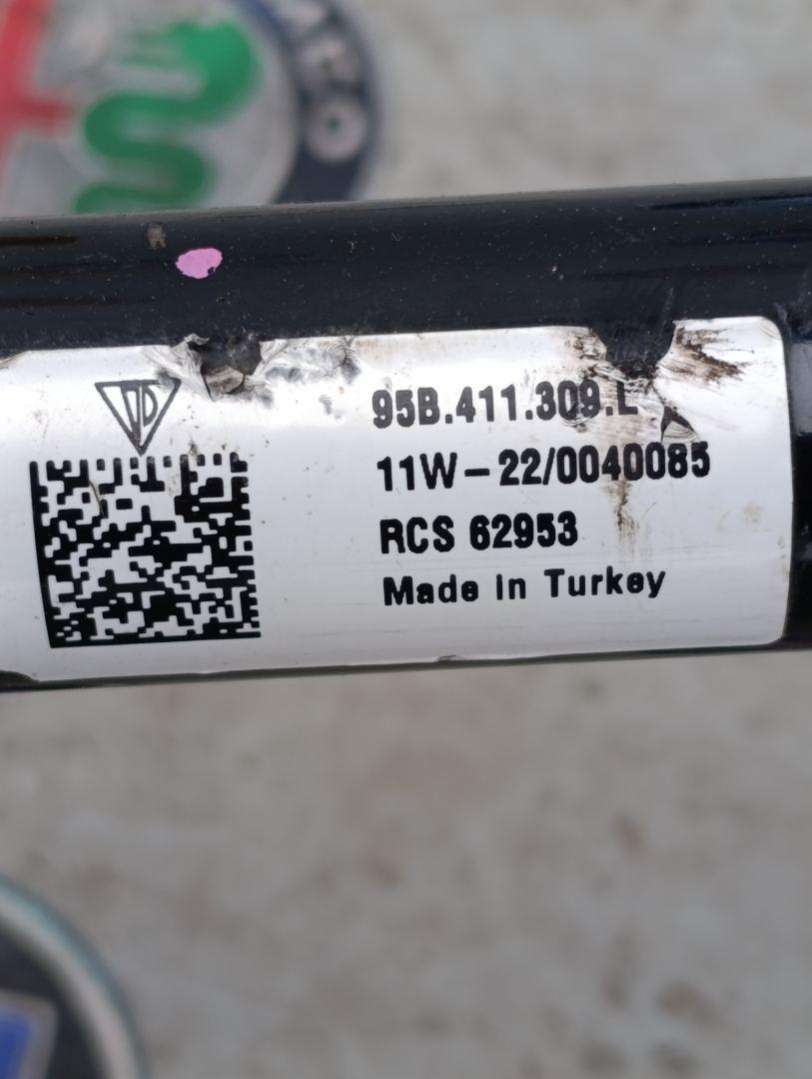 95B.411.309.L
11W-22/0040085
RCS 62953
Made in Turkey